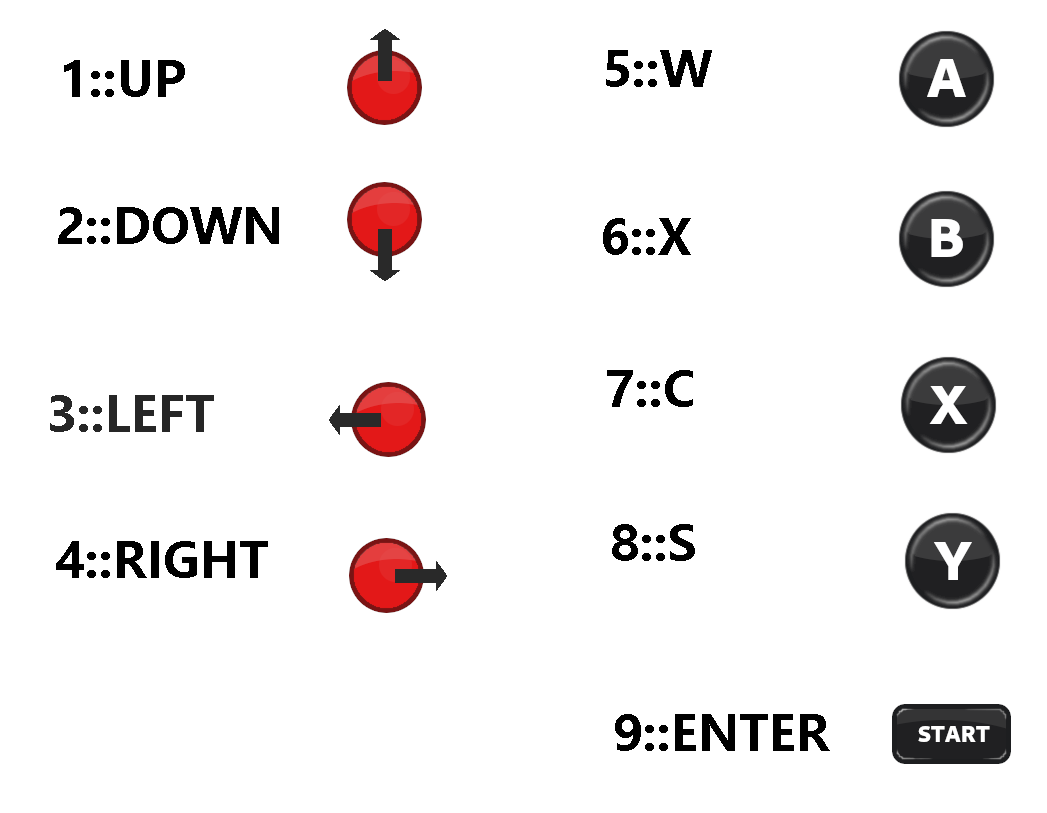 1::UP
2::DOWN
3::LEFT
4::RIGHT
5::W
A
6::X
B
7::C
X
8::S
Y
9::ENTER
START